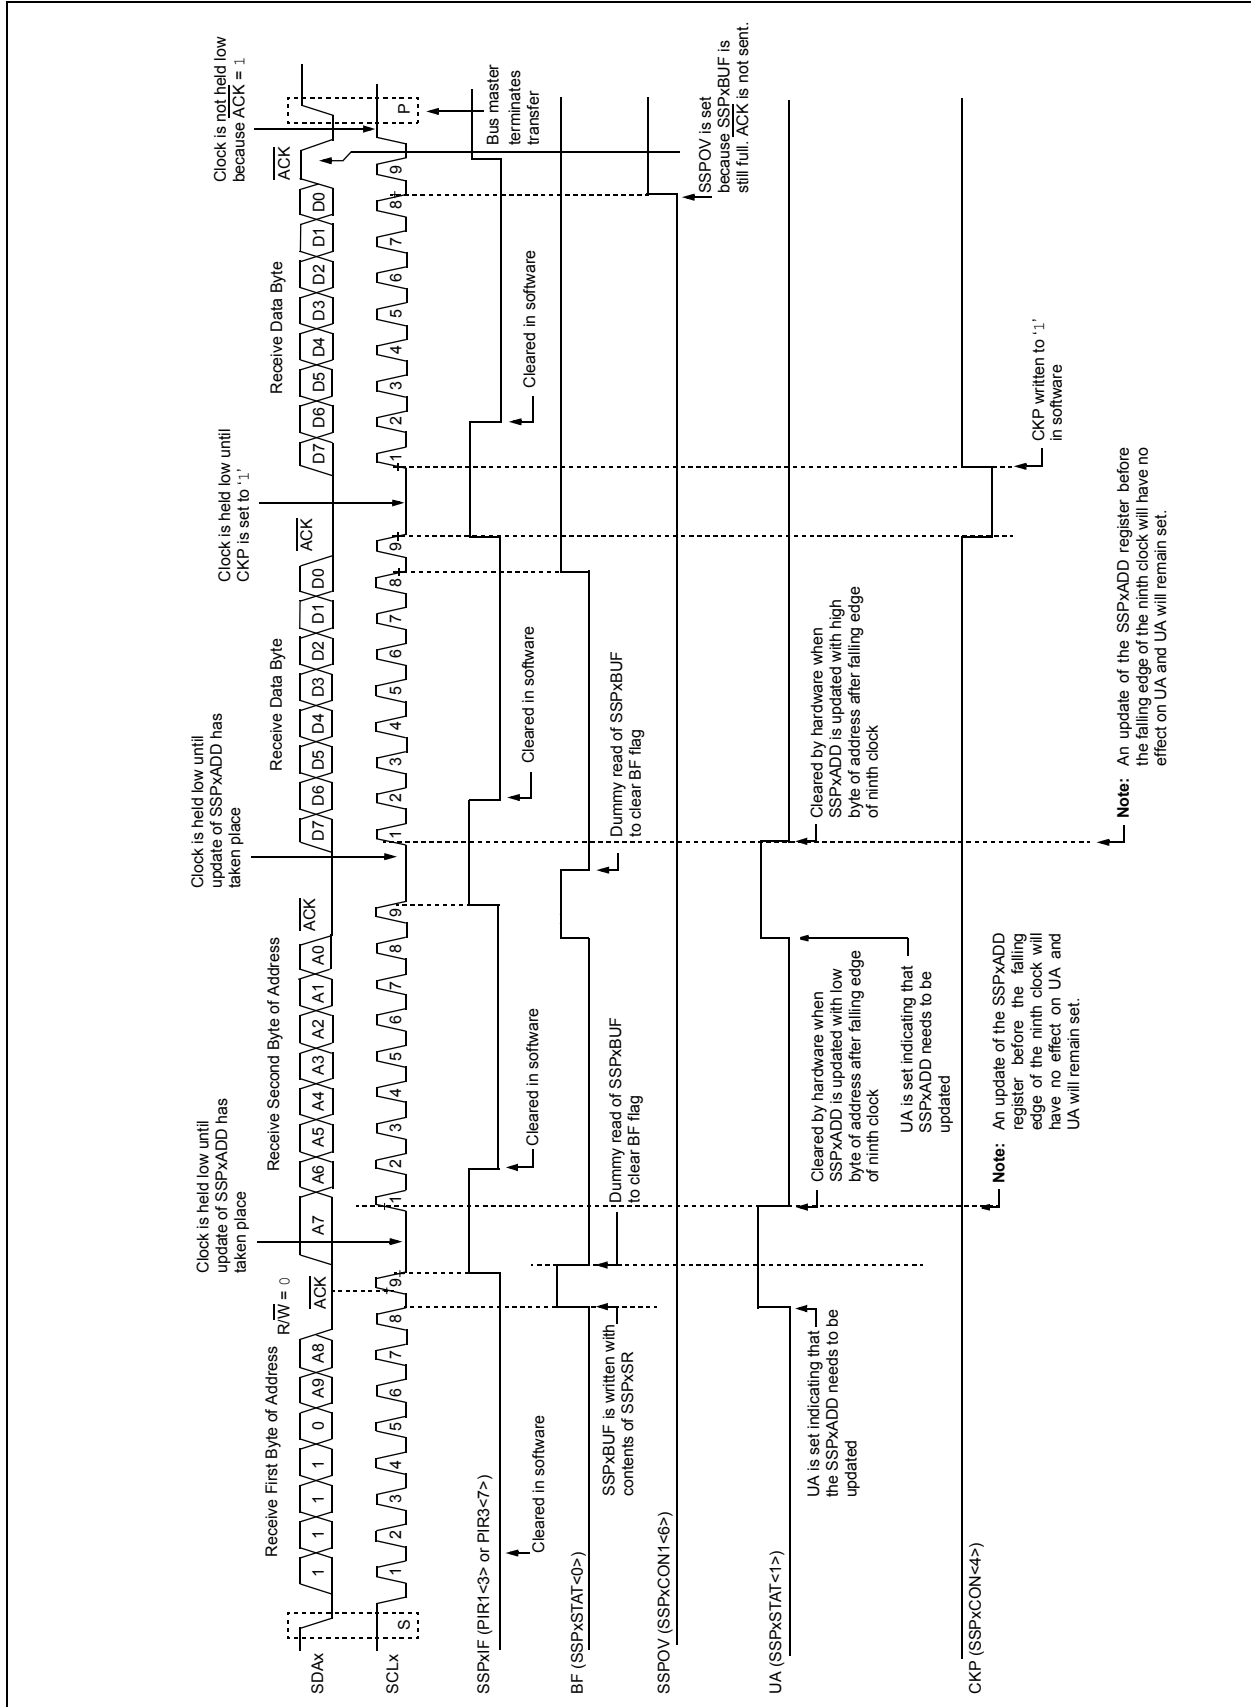 Clock is not held low
because ACK = 1
ACK
P
Bus master
terminates
transfer
SSPOV is set
because SSPxBUF is
still full. ACK is not sent.
Receive Data Byte
D7 D6 D5 D4 D3 D2 D1 D0
1 2 3 4 5 6 7 8 9
Cleared in software
CKP written to ‘1’
in software
Clock is held low until
CKP is set to ‘1’
ACK
Receive Data Byte
D7 D6 D5 D4 D3 D2 D1 D0
1 2 3 4 5 6 7 8 9
Cleared in software
Clock is held low until
update of SSPxADD has
taken place
Dummy read of SSPxBUF
to clear BF flag
Cleared by hardware when
SSPxADD is updated with high
byte of address after falling edge
of ninth clock
Note: An update of the SSPxADD register before
the falling edge of the ninth clock will have no
effect on UA and UA will remain set.
ACK
Receive Second Byte of Address
A7 A6 A5 A4 A3 A2 A1 A0
1 2 3 4 5 6 7 8 9
Cleared in software
Clock is held low until
update of SSPxADD has
taken place
Dummy read of SSPxBUF
to clear BF flag
Cleared by hardware when
SSPxADD is updated with low
byte of address after falling edge
of ninth clock
UA is set indicating that
SSPxADD needs to be
updated
Note: An update of the SSPxADD
register before the falling
edge of the ninth clock will
have no effect on UA and
UA will remain set.
R/W = 0
ACK
Receive First Byte of Address
1 1 1 1 0 A9 A8
1 2 3 4 5 6 7 8 9
Cleared in software
SSPxBUF is written with
contents of SSPxSR
UA is set indicating that
the SSPxADD needs to be
updated
S
SDAx
SCLx
SSPxIF (PIR1<3> or PIR3<7>)
BF (SSPxSTAT<0>)
SSPOV (SSPxCON1<6>)
UA (SSPxSTAT<1>)
CKP (SSPxCON<4>)